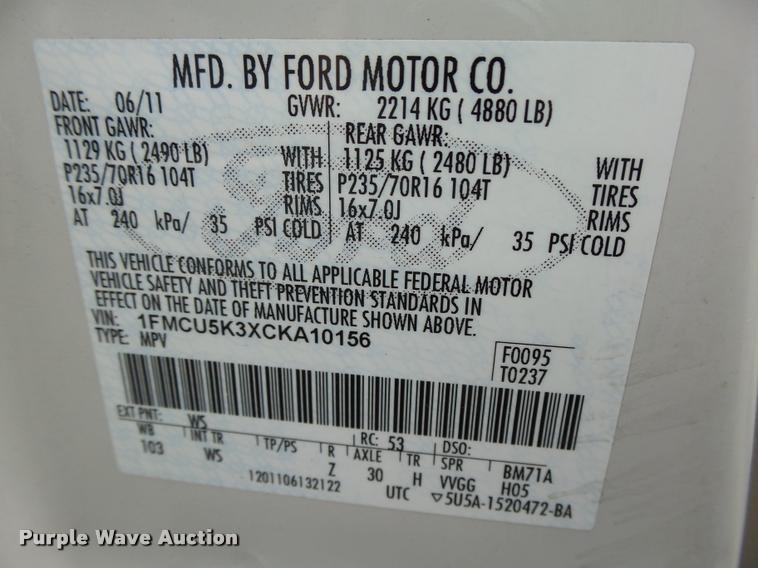 MFD. BY FORD MOTOR CO.
DATE: 06/11 GVWR: 2214 KG ( 4880 LB)
FRONT GAWR: REAR GAWR:
1129 KG ( 2490 LB) WITH 1125 KG ( 2480 LB) WITH
P235/70R16 104T TIRES P235/70R16 104T TIRES
16x7.0J RIMS 16x7.0J RIMS
AT 240 kPa/ 35 PSI COLD AT 240 kPa/ 35 PSI COLD
Ford
THIS VEHICLE CONFORMS TO ALL APPLICABLE FEDERAL MOTOR
VEHICLE SAFETY AND THEFT PREVENTION STANDARDS IN
EFFECT ON THE DATE OF MANUFACTURE SHOWN ABOVE.
VIN: 1FMCU5K3XCKA10156
TYPE: MPV
F0095
T0237
EXT PNT: WS RC: 53 DSO:
WB INT TR TP/PS R AXLE TR SPR BM71A
103 WS Z 30 H VVGG H05
1201106132122 UTC ▽5U5A-1520472-BA
Purple Wave Auction